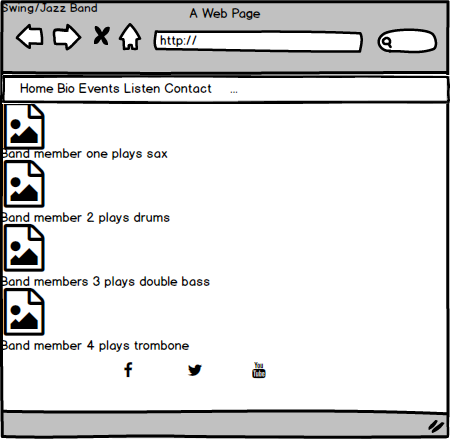 Swing/Jazz Band
A Web Page
http://
Home Bio Events Listen Contact ...
Band member one plays sax
Band member 2 plays drums
Band members 3 plays double bass
Band member 4 plays trombone
You
Tube